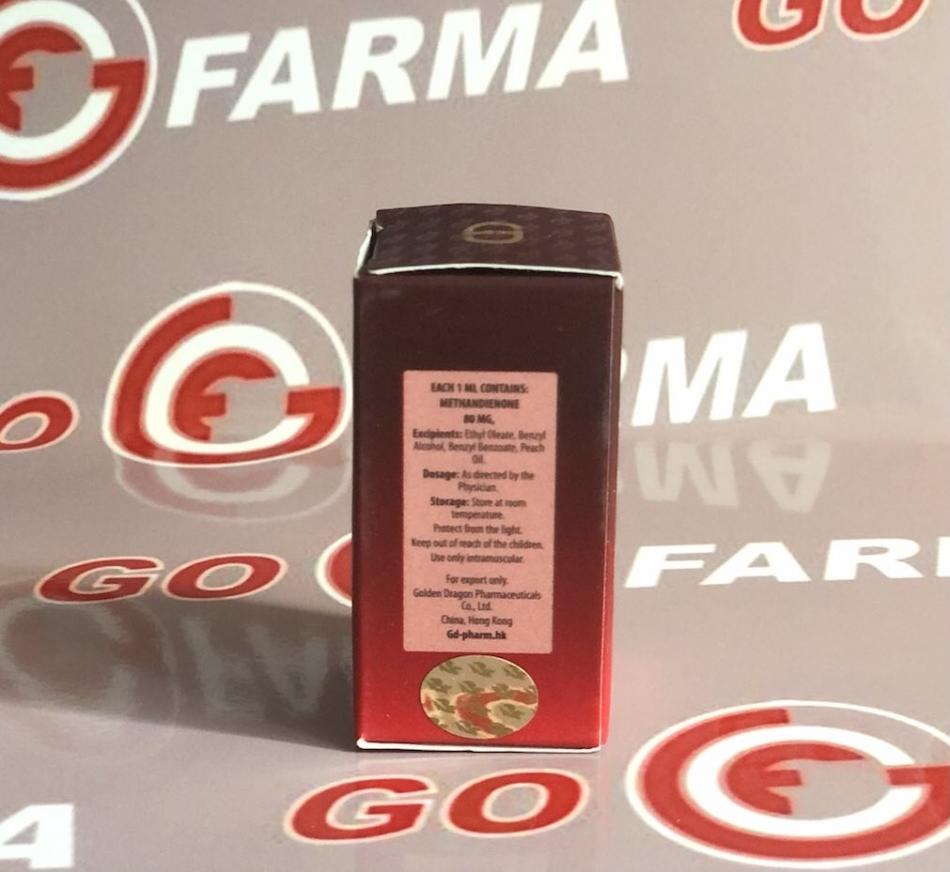 FARMA
GO
EACH 1 ML CONTAINS:
METHANDIENONE
80 MG,
Excipients: Ethyl Oleate, Benzyl
Alcohol, Benzyl Benzoate, Peach
Oil.
Dosage: As directed by the
Physician.
Storage: Store at room
temperature.
Protect from the light.
Keep out of reach of the children.
Use only intramuscular.
For export only.
Golden Dragon Pharmaceuticals
Co., Ltd.
China, Hong Kong
Gd-pharm.hk
O
RMA
GO
FAR
GO
A